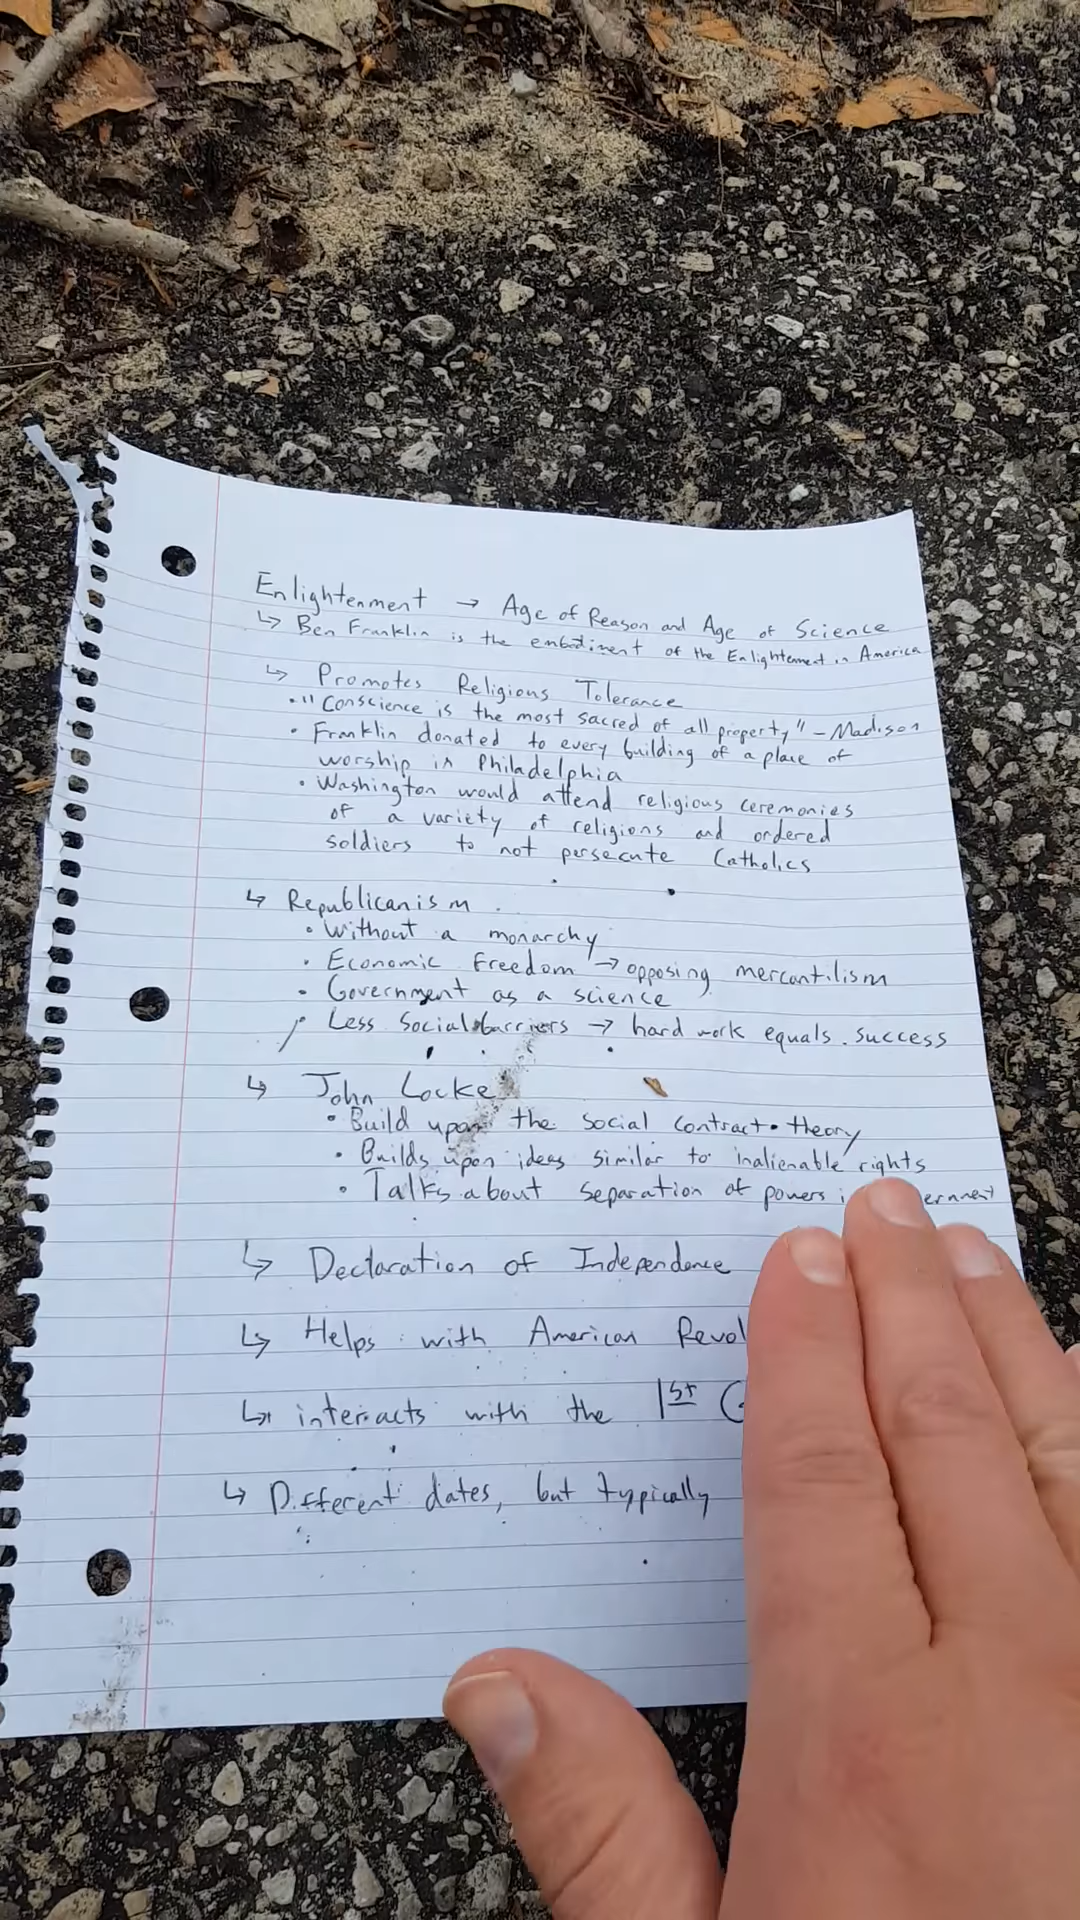 Enlightenment → Age of Reason and Age of Science
↳ Ben Franklin is the embodiment of the Enlightenment in America
↳ Promotes Religious Tolerance
• "Conscience is the most sacred of all property" - Madison
• Franklin donated to every building of a place of
worship in Philadelphia
• Washington would attend religious ceremonies
of a variety of religions and ordered
soldiers to not persecute Catholics
↳ Republicanism
• Without a monarchy
• Economic Freedom → opposing mercantilism
• Government as a science
• Less Social barriers → hard work equals success
↳ John Locke
• Build upon the social contract theory
• Builds upon ideas similar to inalienable rights
• Talks about separation of powers
↳ Declaration of Independence
↳ Helps with American
↳ interacts with the 1st
↳ Different dates, but typically